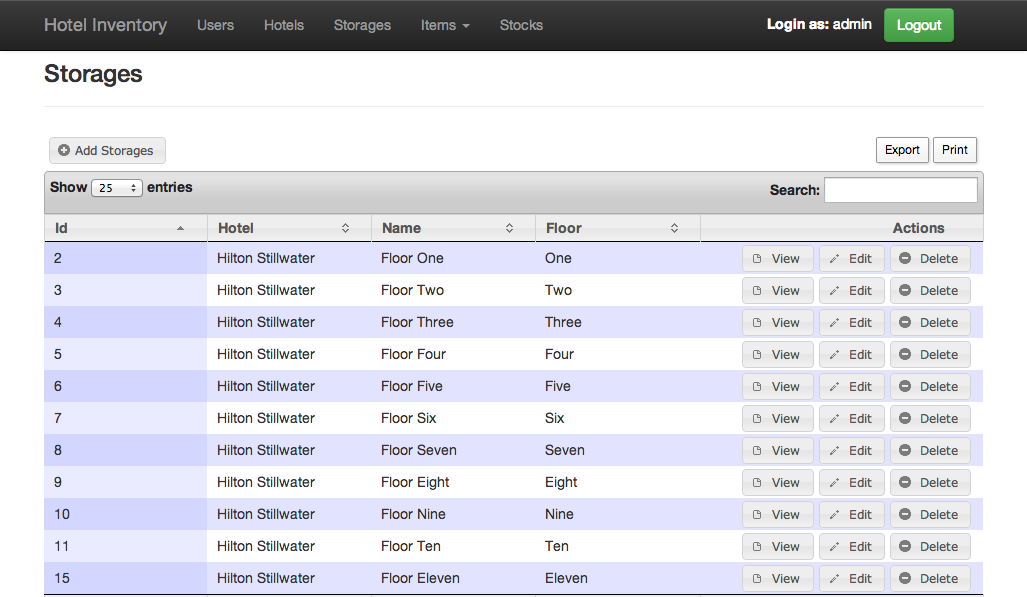 Hotel Inventory Users Hotels Storages Items Stocks Login as: admin Logout
Storages
Add Storages Export Print
Show 25 entries Search:
Id Hotel Name Floor Actions
2 Hilton Stillwater Floor One One View Edit Delete
3 Hilton Stillwater Floor Two Two View Edit Delete
4 Hilton Stillwater Floor Three Three View Edit Delete
5 Hilton Stillwater Floor Four Four View Edit Delete
6 Hilton Stillwater Floor Five Five View Edit Delete
7 Hilton Stillwater Floor Six Six View Edit Delete
8 Hilton Stillwater Floor Seven Seven View Edit Delete
9 Hilton Stillwater Floor Eight Eight View Edit Delete
10 Hilton Stillwater Floor Nine Nine View Edit Delete
11 Hilton Stillwater Floor Ten Ten View Edit Delete
15 Hilton Stillwater Floor Eleven Eleven View Edit Delete